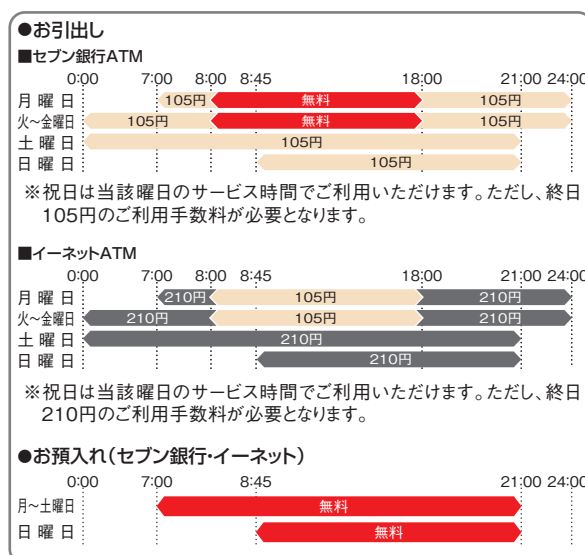 ●お引出し
■セブン銀行ATM
0:00 7:00 8:00 8:45 18:00 21:00 24:00
月曜日 105円 無料 105円
火～金曜日 105円 無料 105円
土曜日 105円
日曜日 105円
※祝日は当該曜日のサービス時間でご利用いただけます。ただし、終日
105円のご利用手数料が必要となります。
■イーネットATM
0:00 7:00 8:00 8:45 18:00 21:00 24:00
月曜日 210円 105円 210円
火～金曜日 210円 105円 210円
土曜日 210円
日曜日 210円
※祝日は当該曜日のサービス時間でご利用いただけます。ただし、終日
210円のご利用手数料が必要となります。
●お預入れ(セブン銀行・イーネット)
0:00 7:00 8:45 21:00 24:00
月～土曜日 無料
日曜日 無料